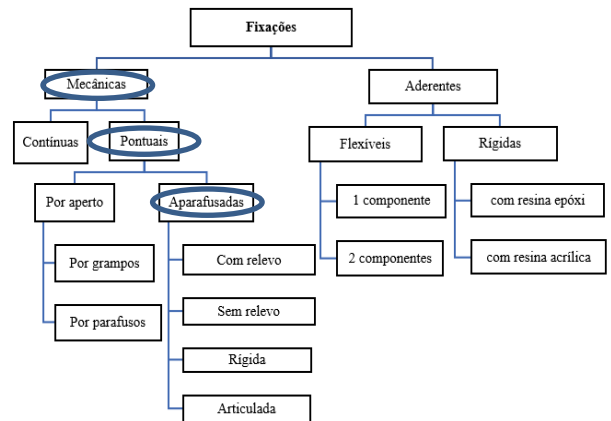 Fixações
Mecânicas
Aderentes
Contínuas
Pontuais
Flexíveis
Rígidas
Por aperto
Aparafusadas
1 componente
com resina epóxi
Por grampos
Com relevo
2 componentes
com resina acrílica
Por parafusos
Sem relevo
Rígida
Articulada